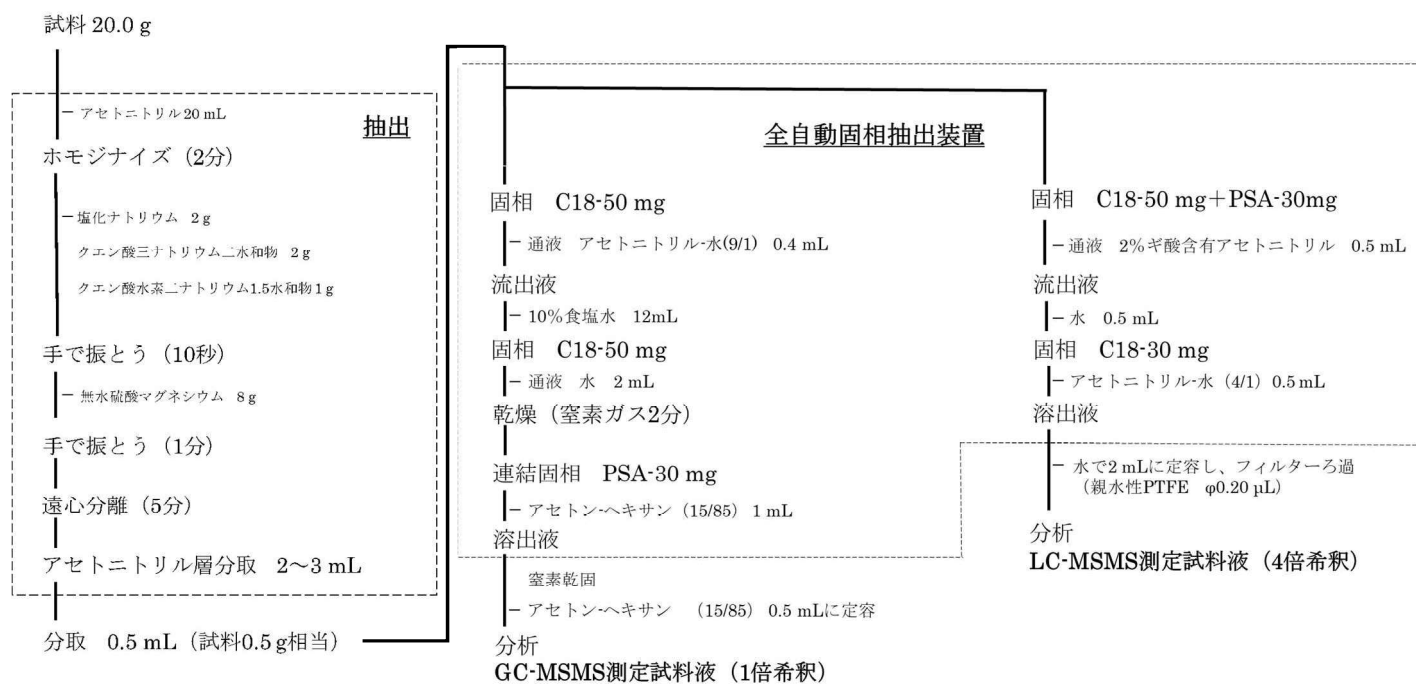 試料 20.0 g
アセトニトリル20 mL
抽出
ホモジナイズ（2分）
塩化ナトリウム 2 g
クエン酸三ナトリウム二水和物 2 g
クエン酸水素二ナトリウム1.5水和物1 g
手で振とう（10秒）
無水硫酸マグネシウム 8 g
手で振とう（1分）
遠心分離（5分）
アセトニトリル層分取 2～3 mL
分取 0.5 mL（試料0.5 g相当）
全自動固相抽出装置
固相 C18-50 mg
通液 アセトニトリル-水(9/1) 0.4 mL
流出液
10%食塩水 12mL
固相 C18-50 mg
通液 水 2 mL
乾燥（窒素ガス2分）
連結固相 PSA-30 mg
アセトン-ヘキサン（15/85）1 mL
溶出液
窒素乾固
アセトン-ヘキサン （15/85）0.5 mLに定容
分析
GC-MSMS測定試料液（1倍希釈）
固相 C18-50 mg＋PSA-30mg
通液 2%ギ酸含有アセトニトリル 0.5 mL
流出液
水 0.5 mL
固相 C18-30 mg
アセトニトリル-水（4/1）0.5 mL
溶出液
水で2 mLに定容し、フィルターろ過
（親水性PTFE φ0.20 µL）
分析
LC-MSMS測定試料液（4倍希釈）